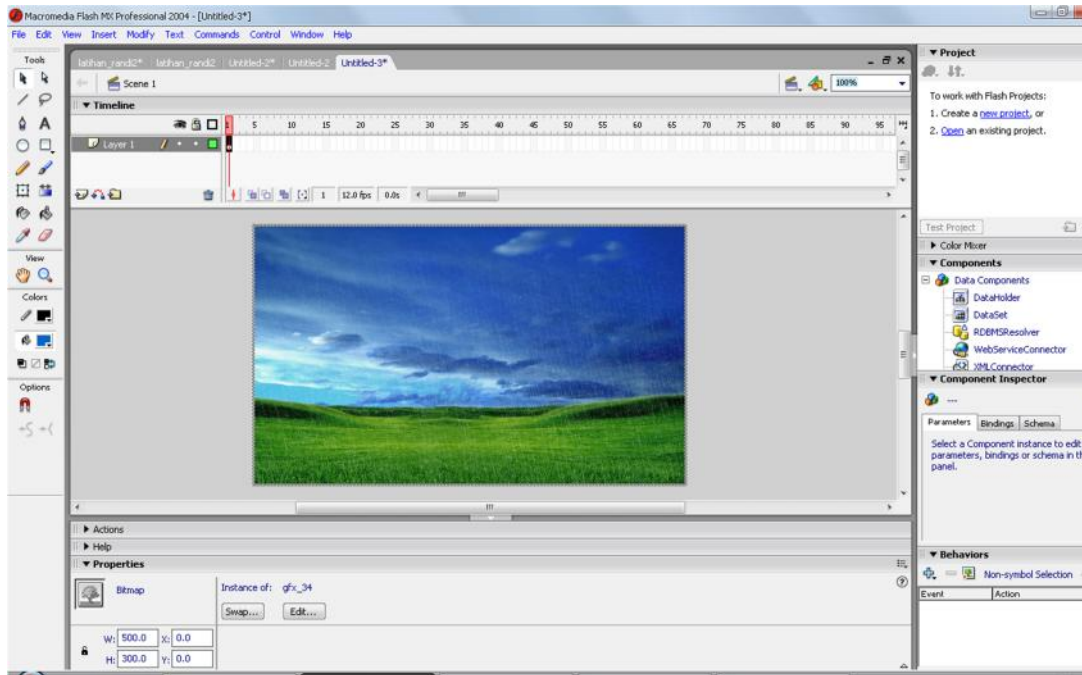 Macromedia Flash MX Professional 2004 - [Untitled-3*]
File Edit View Insert Modify Text Commands Control Window Help
Tools
View
Colors
Options
latihan_randi2* latihan_randi2 Untitled-2* Untitled-2 Untitled-3*
Scene 1
100%
Timeline
1 5 10 15 20 25 30 35 40 45 50 55 60 65 70 75 80 85 90 95
Layer 1
1 12.0 fps 0.0s
Actions
Help
Properties
Bitmap
Instance of: gfx_34
Swap... Edit...
W: 500.0 X: 0.0
H: 300.0 Y: 0.0
Project
To work with Flash Projects:
1. Create a new project, or
2. Open an existing project.
Test Project
Color Mixer
Components
Data Components
DataHolder
DataSet
RDBMSResolver
WebServiceConnector
XMLConnector
Component Inspector
---
Parameters Bindings Schema
Select a Component instance to edit
parameters, bindings or schema in th
panel.
Behaviors
Non-symbol Selection
Event Action